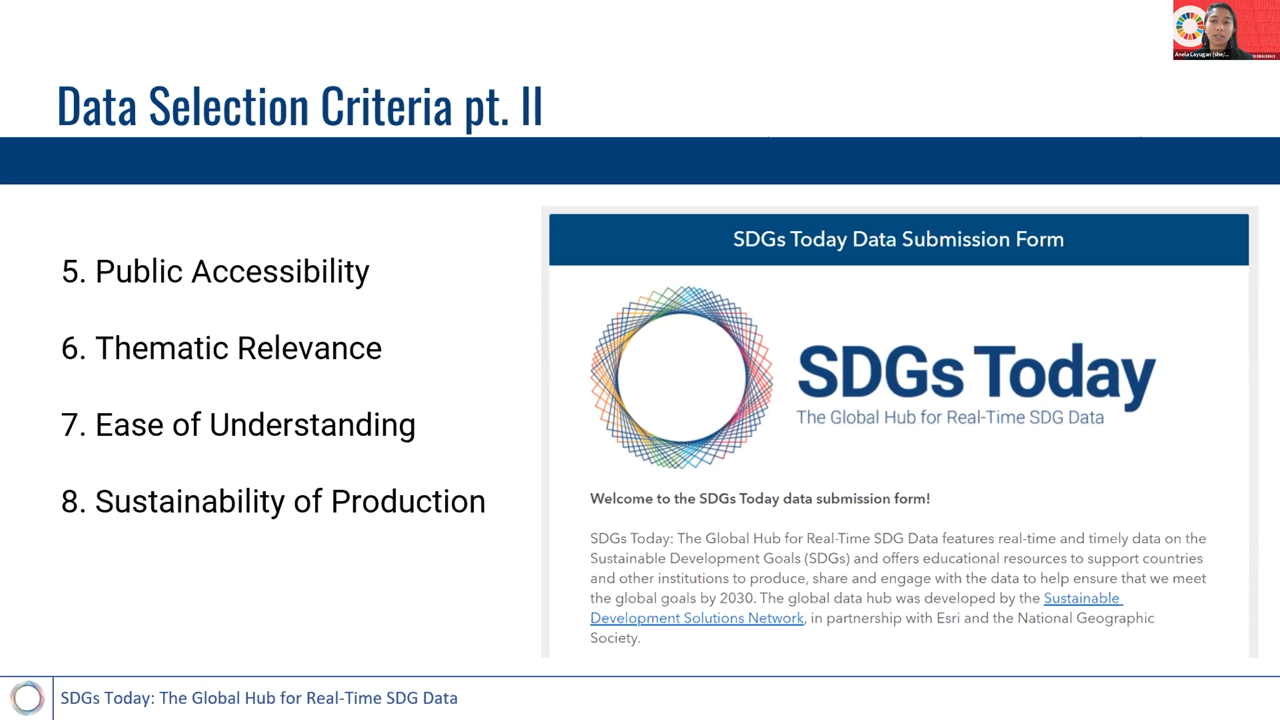 Anela Layugan (she/...
Data Selection Criteria pt. II
5. Public Accessibility
6. Thematic Relevance
7. Ease of Understanding
8. Sustainability of Production
SDGs Today Data Submission Form
SDGs Today
The Global Hub for Real-Time SDG Data
Welcome to the SDGs Today data submission form!
SDGs Today: The Global Hub for Real-Time SDG Data features real-time and timely data on the
Sustainable Development Goals (SDGs) and offers educational resources to support countries
and other institutions to produce, share and engage with the data to help ensure that we meet
the global goals by 2030. The global data hub was developed by the Sustainable
Development Solutions Network, in partnership with Esri and the National Geographic
Society.
SDGs Today: The Global Hub for Real-Time SDG Data